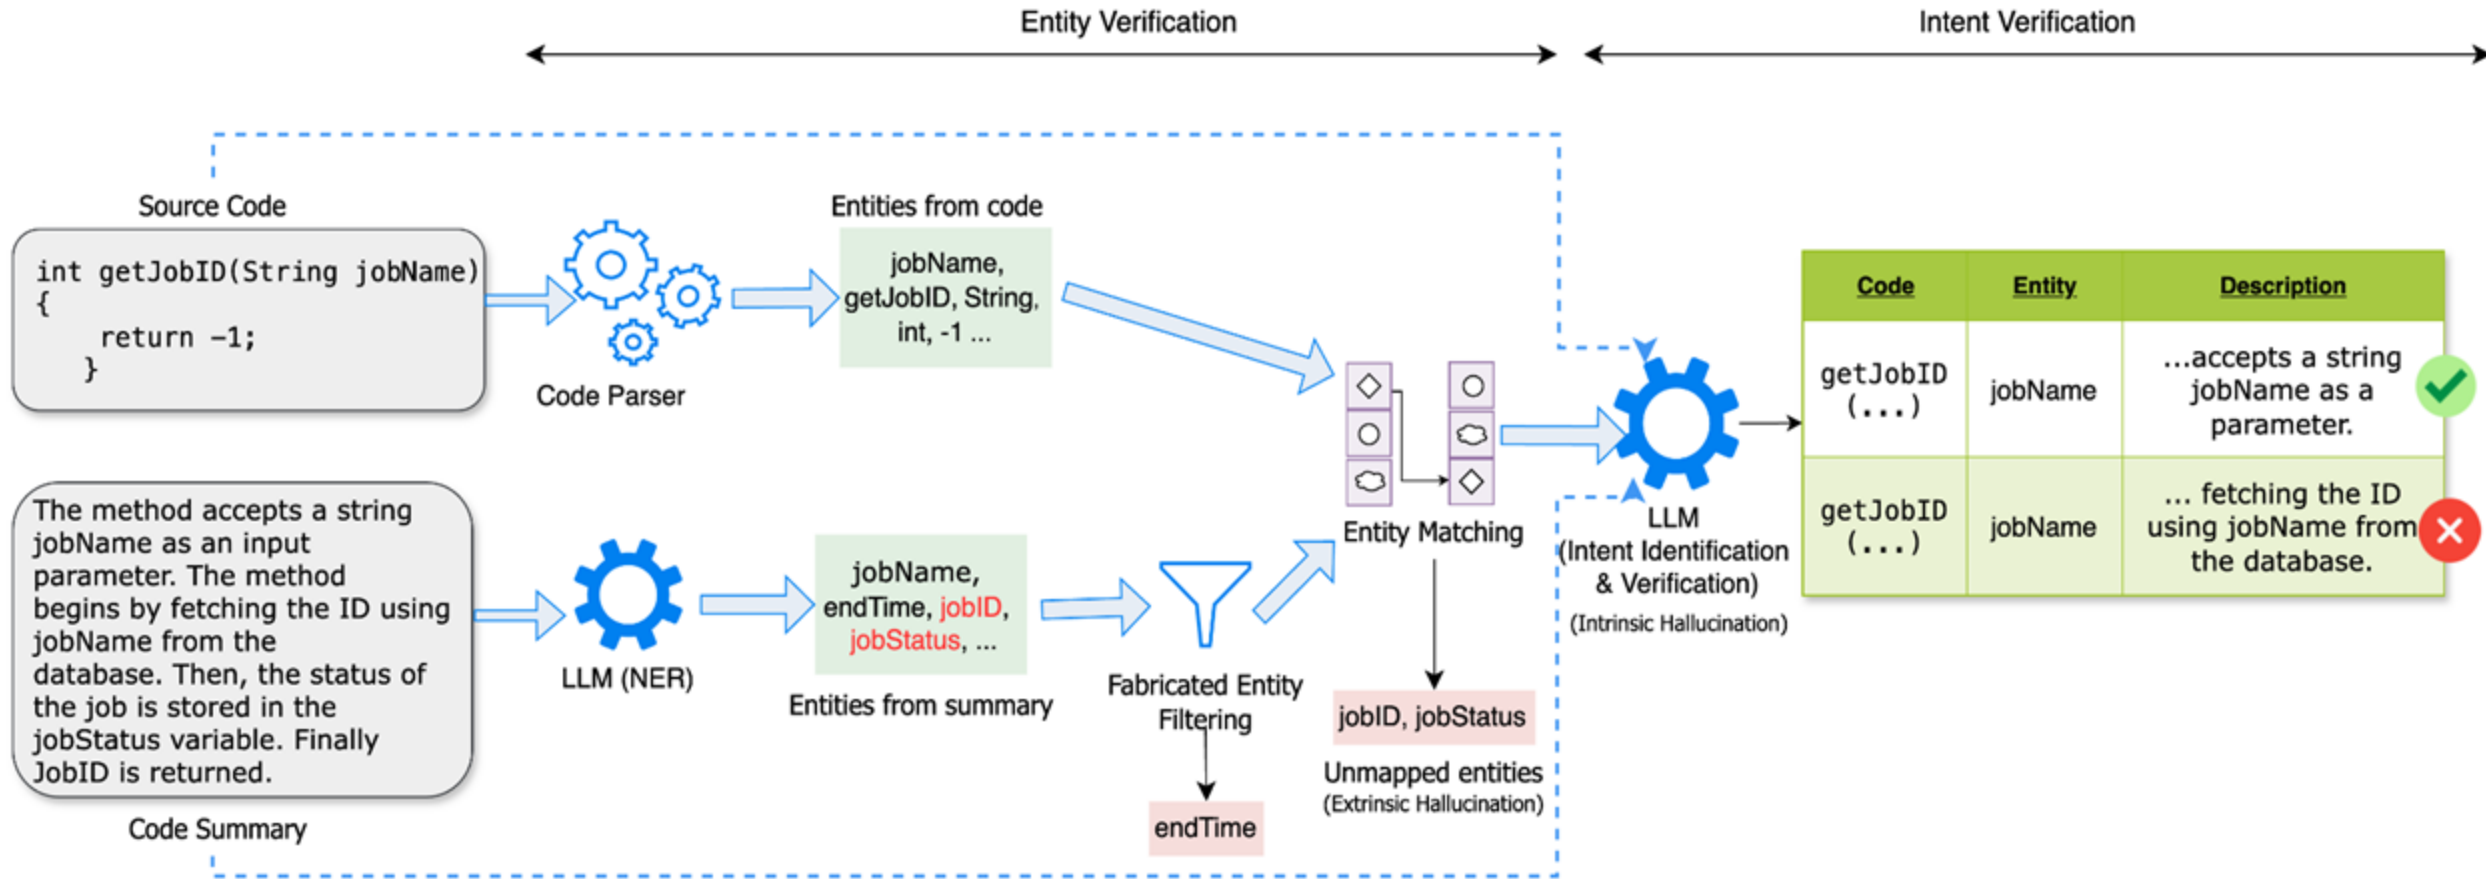 Entity Verification
Intent Verification
Source Code
int getJobID(String jobName)
{
return -1;
}
Code Parser
Entities from code
jobName,
getJobID, String,
int, -1 ...
The method accepts a string
jobName as an input
parameter. The method
begins by fetching the ID using
jobName from the
database. Then, the status of
the job is stored in the
jobStatus variable. Finally
JobID is returned.
Code Summary
LLM (NER)
jobName,
endTime, jobID,
jobStatus, ...
Entities from summary
Fabricated Entity
Filtering
endTime
Entity Matching
jobID, jobStatus
Unmapped entities
(Extrinsic Hallucination)
LLM
(Intent Identification
& Verification)
(Intrinsic Hallucination)
Code Entity Description
getJobID
(...)
jobName
...accepts a string
jobName as a
parameter.
getJobID
(...)
jobName
... fetching the ID
using jobName from
the database.